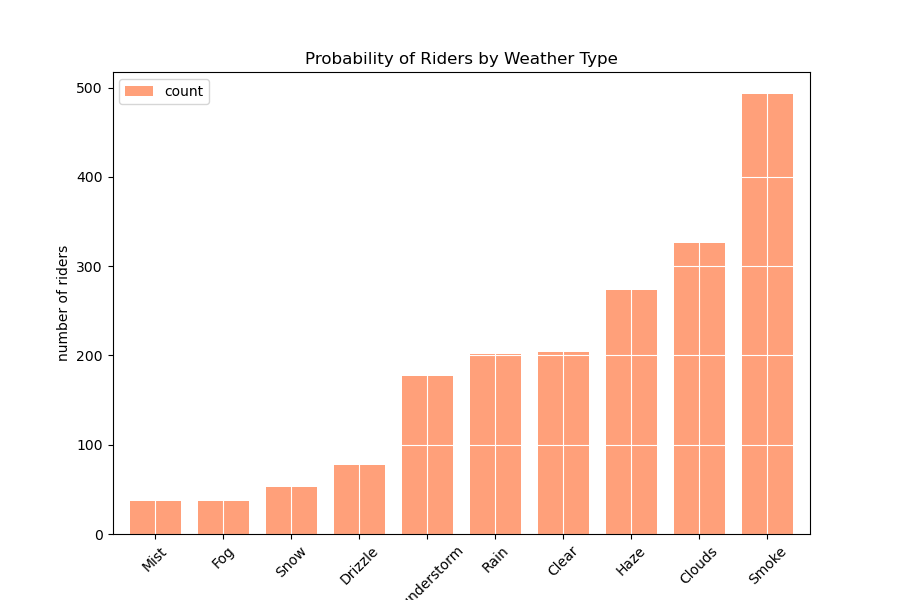 Probability of Riders by Weather Type
count
number of riders
500
400
300
200
100
0
Mist
Fog
Snow
Drizzle
understorm
Rain
Clear
Haze
Clouds
Smoke